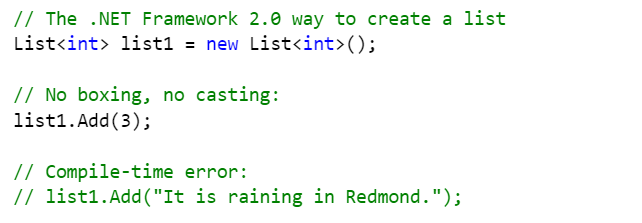 // The .NET Framework 2.0 way to create a list
List<int> list1 = new List<int>();
// No boxing, no casting:
list1.Add(3);
// Compile-time error:
// list1.Add("It is raining in Redmond.");